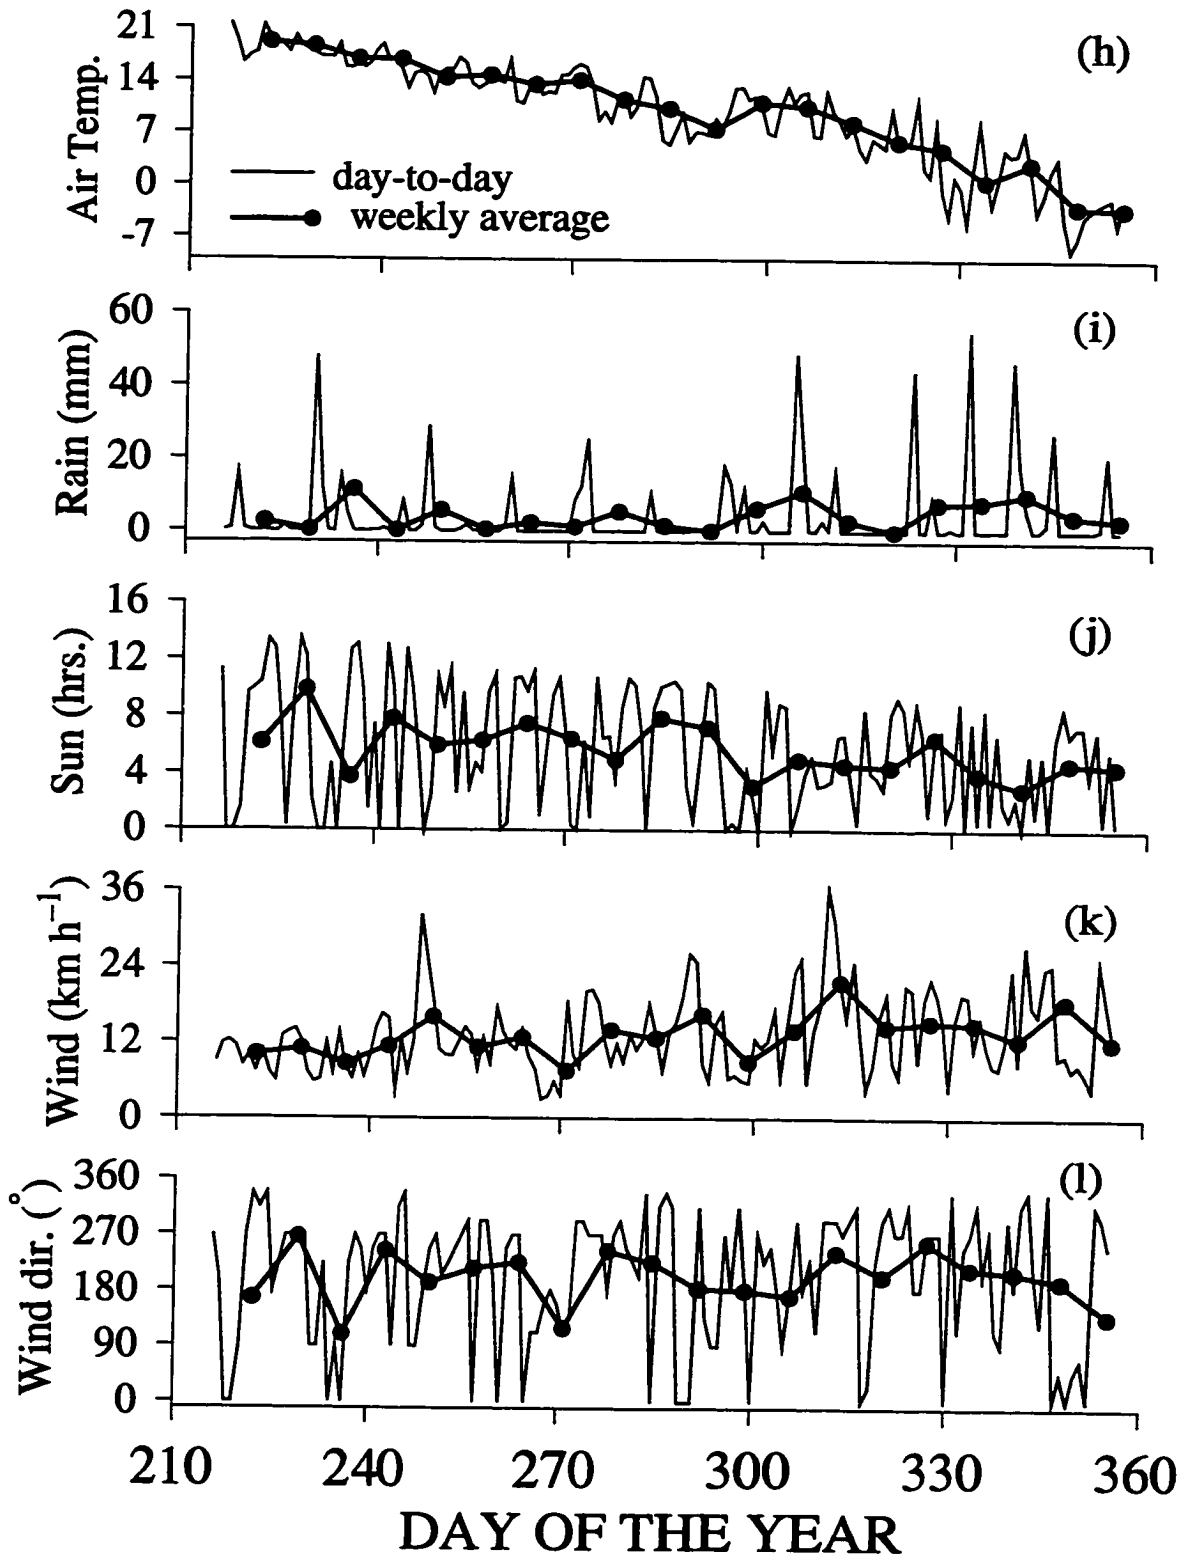 Air Temp.
21
14
7
0
-7
(h)
day-to-day
weekly average
Rain (mm)
60
40
20
0
(i)
Sun (hrs.)
16
12
8
4
0
(j)
Wind (km h⁻¹)
36
24
12
0
(k)
Wind dir. (°)
360
270
180
90
0
(l)
210 240 270 300 330 360
DAY OF THE YEAR